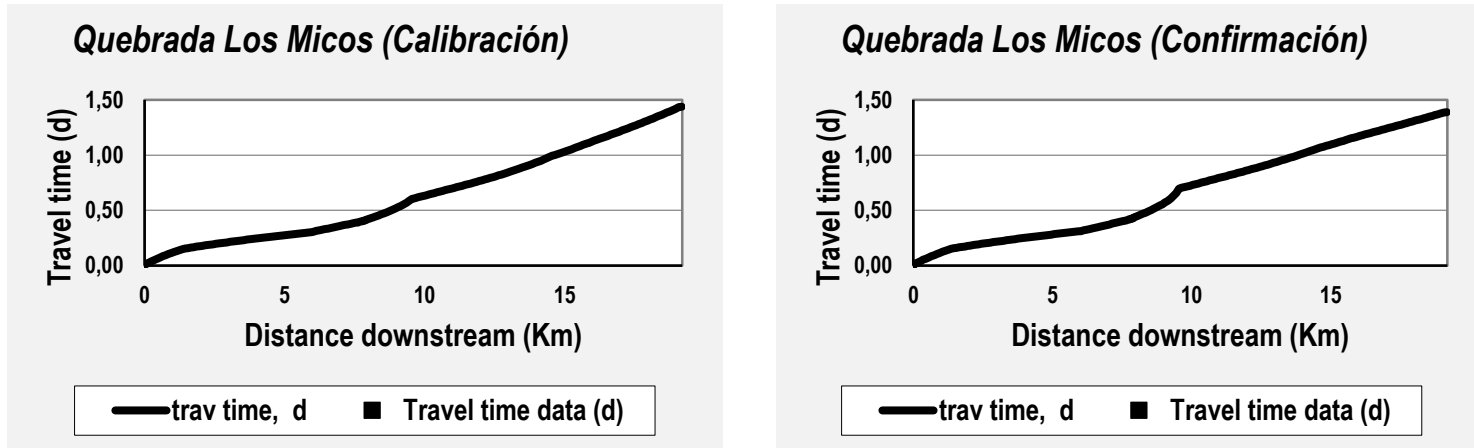 Quebrada Los Micos (Calibración)
Travel time (d)
1,50
1,00
0,50
0,00
0 5 10 15
Distance downstream (Km)
trav time, d Travel time data (d)
Quebrada Los Micos (Confirmación)
Travel time (d)
1,50
1,00
0,50
0,00
0 5 10 15
Distance downstream (Km)
trav time, d Travel time data (d)